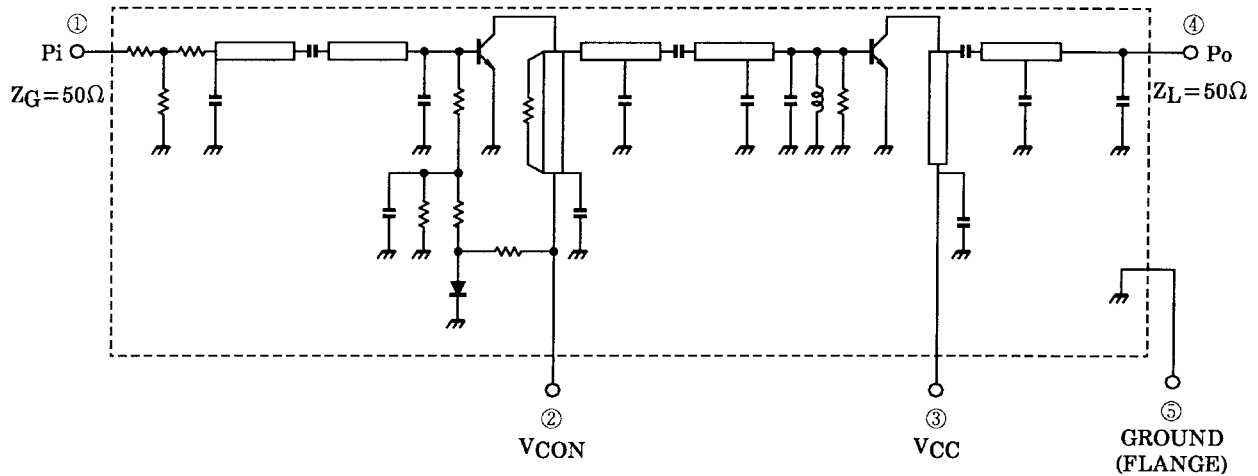 ①
Pi
ZG=50Ω
④
Po
ZL=50Ω
②
VCON
③
VCC
⑤
GROUND
(FLANGE)